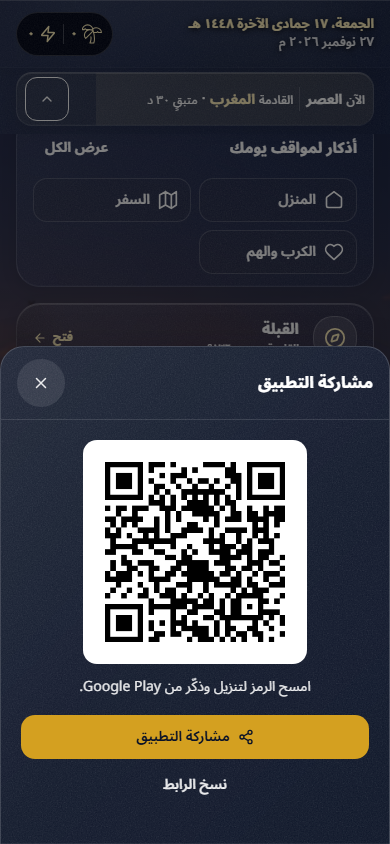 الجمعة، ١٧ جمادى الآخرة ١٤٤٨ هـ
٢٧ نوفمبر ٢٠٢٦ م
الآن العصر القادمة المغرب · متبقٍ ٣٠ د
أذكار لمواقف يومك
عرض الكل
المنزل
السفر
الكرب والهم
القبلة
فتح ←
مشاركة التطبيق
امسح الرمز لتنزيل وذكّر من Google Play.
مشاركة التطبيق
نسخ الرابط